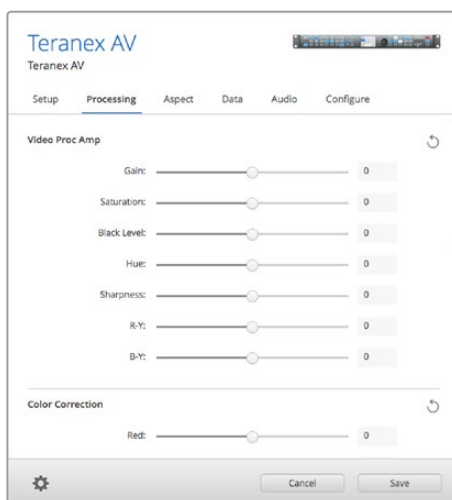 Teranex AV
Teranex AV
Setup Processing Aspect Data Audio Configure
Video Proc Amp
Gain: 0
Saturation: 0
Black Level: 0
Hue: 0
Sharpness: 0
R-Y: 0
B-Y: 0
Color Correction
Red: 0
Cancel Save